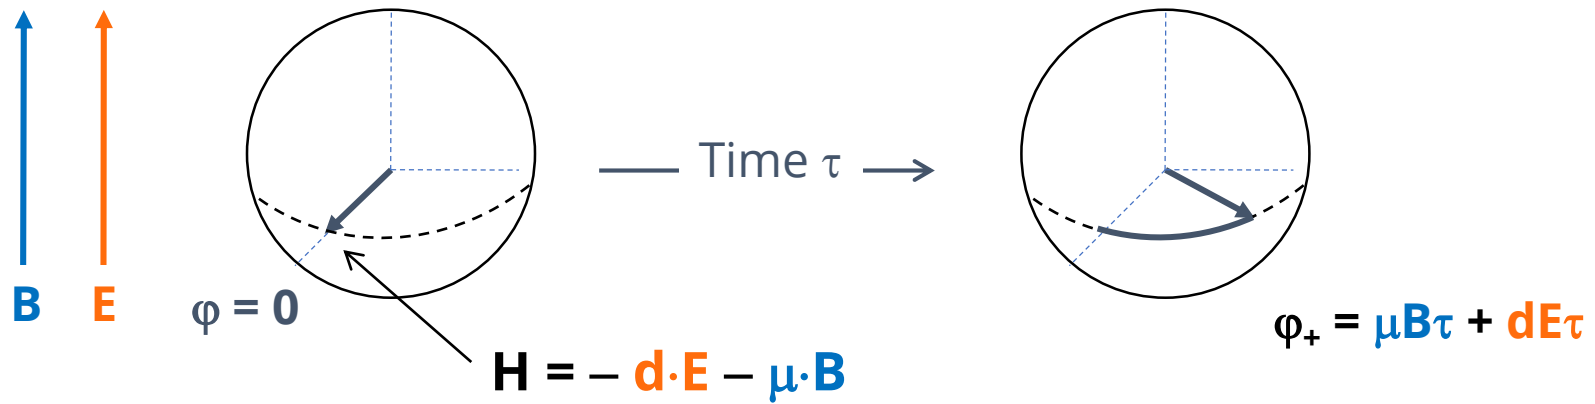 B
E
φ = 0
Time τ
H = – d·E – μ·B
φ₊ = μBτ + dEτ